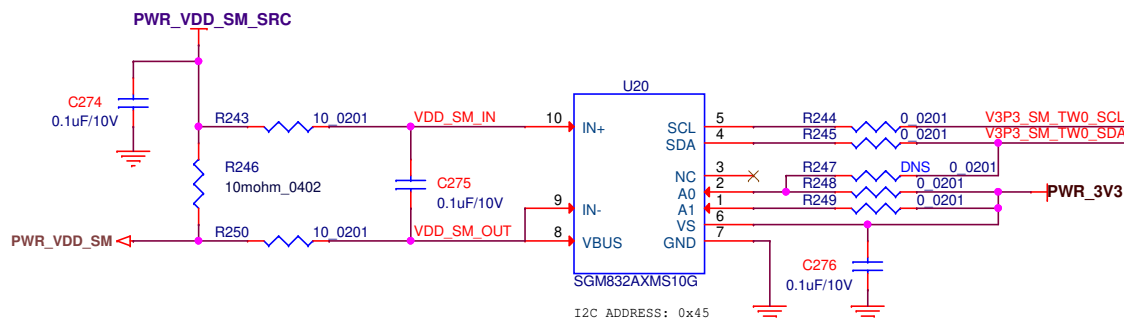 PWR_VDD_SM_SRC
C274
0.1uF/10V
R243 10_0201 VDD_SM_IN
R246
10mohm_0402
C275
0.1uF/10V
PWR_VDD_SM
R250 10_0201 VDD_SM_OUT
U20
10 IN+
9 IN-
8 VBUS
SCL 5 R244 0_0201 V3P3_SM_TW0_SCL
SDA 4 R245 0_0201 V3P3_SM_TW0_SDA
NC 3 R247 DNS 0_0201
A0 2 R248 0_0201 PWR_3V3
A1 1 R249 0_0201
VS 6
GND 7
SGM832AXMS10G
C276
0.1uF/10V
I2C ADDRESS: 0x45